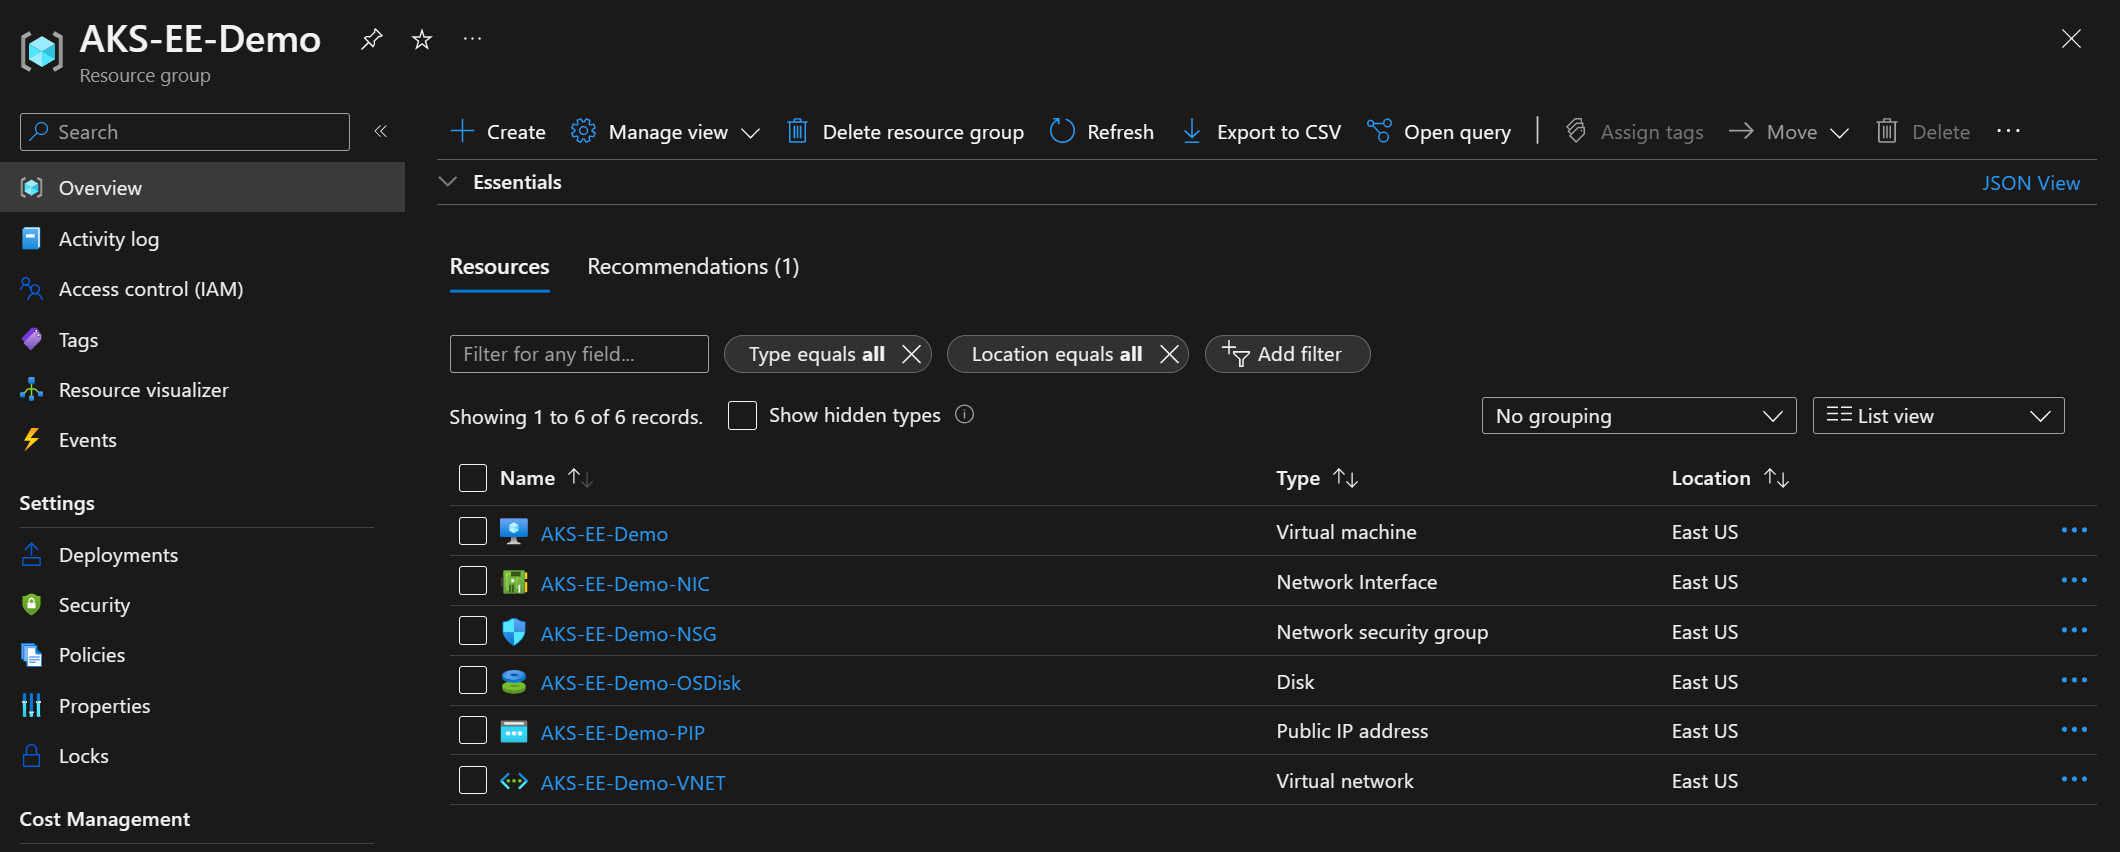 AKS-EE-Demo
Resource group
Search
Overview
Activity log
Access control (IAM)
Tags
Resource visualizer
Events
Settings
Deployments
Security
Policies
Properties
Locks
Cost Management
Create Manage view Delete resource group Refresh Export to CSV Open query Assign tags Move Delete
Essentials JSON View
Resources Recommendations (1)
Filter for any field... Type equals all Location equals all Add filter
Showing 1 to 6 of 6 records. Show hidden types No grouping List view
Name Type Location
AKS-EE-Demo Virtual machine East US
AKS-EE-Demo-NIC Network Interface East US
AKS-EE-Demo-NSG Network security group East US
AKS-EE-Demo-OSDisk Disk East US
AKS-EE-Demo-PIP Public IP address East US
AKS-EE-Demo-VNET Virtual network East US